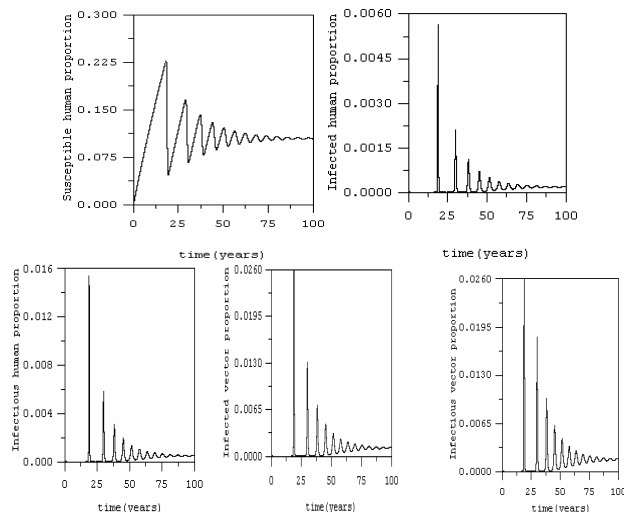 Susceptible human proportion
0.300
0.225
0.150
0.075
0.000
0 25 50 75 100
time(years)
Infected human proportion
0.0060
0.0045
0.0030
0.0015
0.0000
0 25 50 75 100
time(years)
Infectious human proportion
0.016
0.012
0.008
0.004
0.000
0 25 50 75 100
time(years)
Infected vector proportion
0.0260
0.0195
0.0130
0.0065
0.0000
0 25 50 75 100
time(years)
Infectious vector proportion
0.0260
0.0195
0.0130
0.0065
0.0000
0 25 50 75 100
time(years)